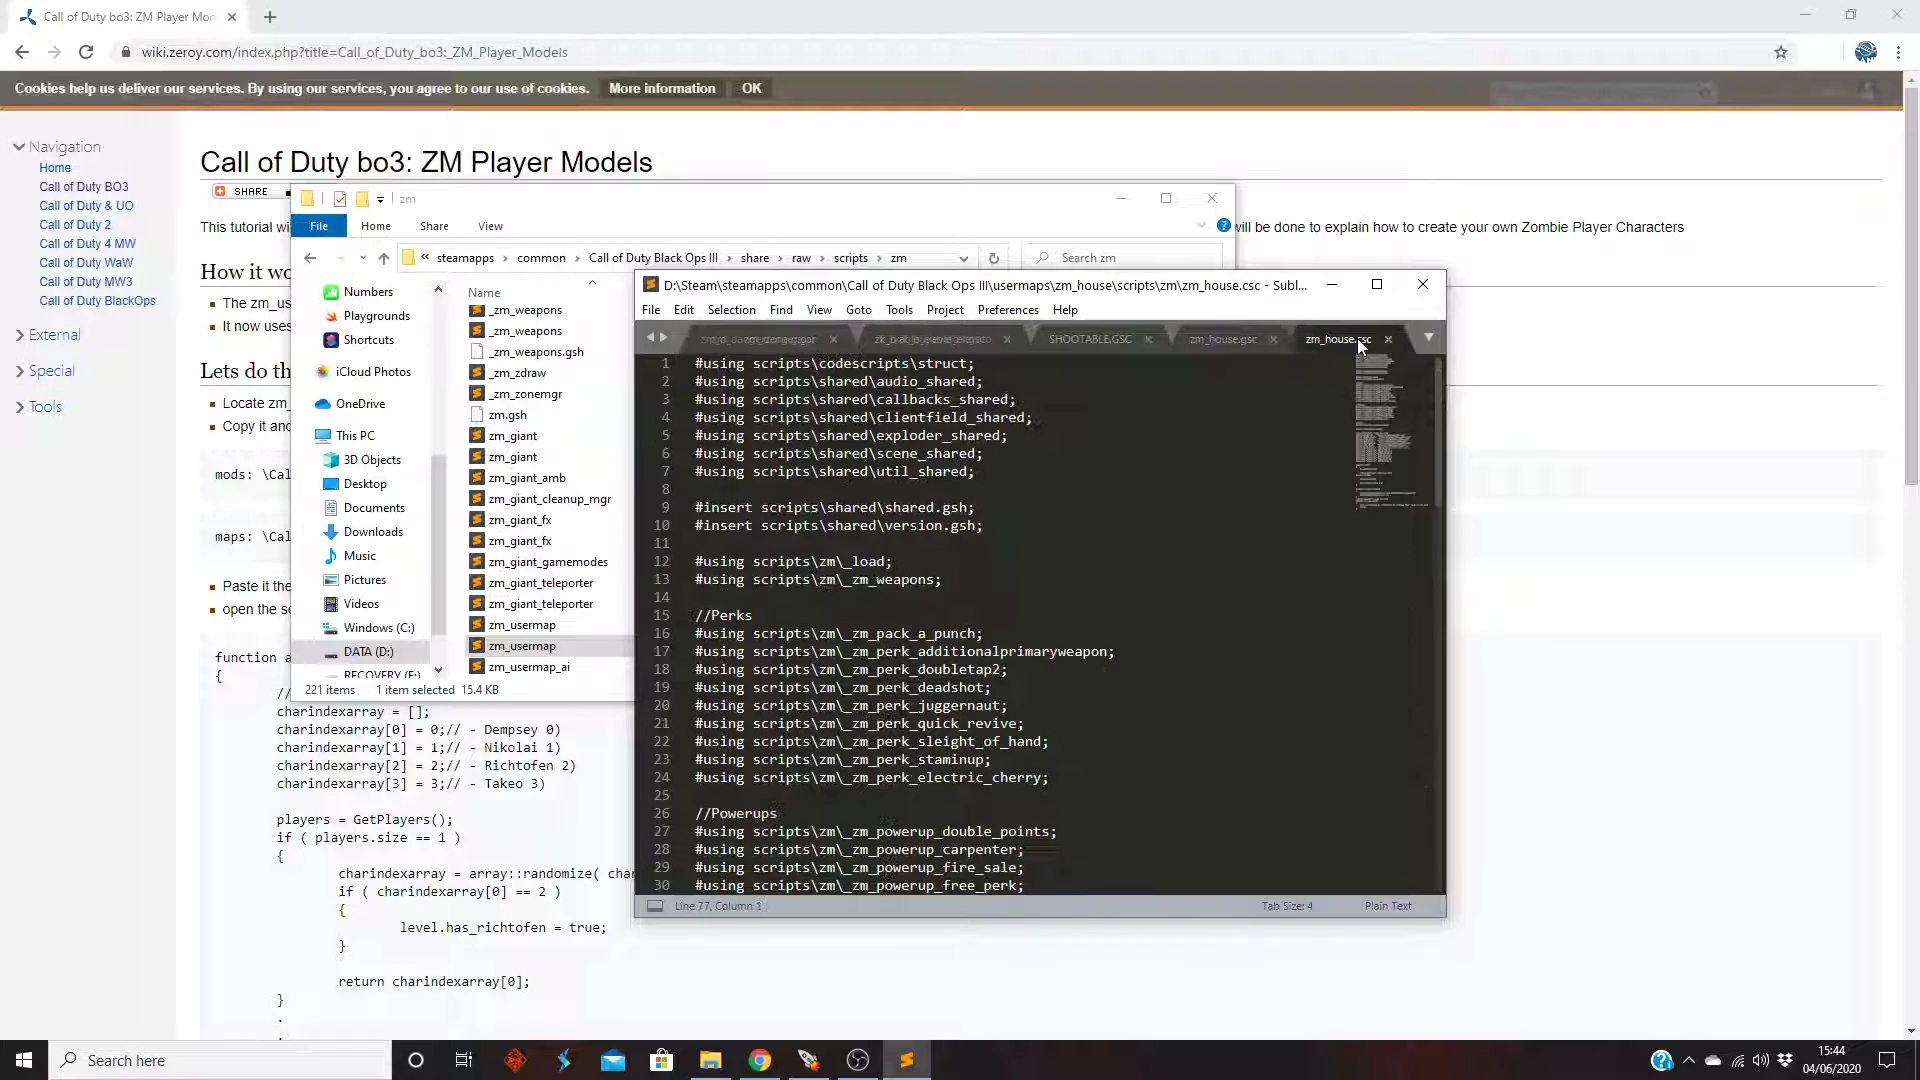 Call of Duty bo3: ZM Player Mod
wiki.zeroy.com/index.php?title=Call_of_Duty_bo3:_ZM_Player_Models
Cookies help us deliver our services. By using our services, you agree to our use of cookies. More information OK
Navigation
Home
Call of Duty BO3
Call of Duty & UO
Call of Duty 2
Call of Duty 4 MW
Call of Duty WaW
Call of Duty MW3
Call of Duty BlackOps
External
Special
Tools
Call of Duty bo3: ZM Player Models
SHARE
This tutorial wi
will be done to explain how to create your own Zombie Player Characters
How it wo
The zm_us
It now uses
Lets do th
Locate zm_
Copy it and
mods: \Cal
maps: \Cal
Paste it the
open the sc
function a
{
//
charindexarray = [];
charindexarray[0] = 0;// - Dempsey 0)
charindexarray[1] = 1;// - Nikolai 1)
charindexarray[2] = 2;// - Richtofen 2)
charindexarray[3] = 3;// - Takeo 3)
players = GetPlayers();
if ( players.size == 1 )
{
charindexarray = array::randomize( char
if ( charindexarray[0] == 2 )
{
level.has_richtofen = true;
}
return charindexarray[0];
}
.
.
zm
File Home Share View
« steamapps › common › Call of Duty Black Ops III › share › raw › scripts › zm
Search zm
Numbers
Playgrounds
Shortcuts
iCloud Photos
OneDrive
This PC
3D Objects
Desktop
Documents
Downloads
Music
Pictures
Videos
Windows (C:)
DATA (D:)
RECOVERY (E:)
Name
_zm_weapons
_zm_weapons
_zm_weapons.gsh
_zm_zdraw
_zm_zonemgr
zm.gsh
zm_giant
zm_giant
zm_giant_amb
zm_giant_cleanup_mgr
zm_giant_fx
zm_giant_fx
zm_giant_gamemodes
zm_giant_teleporter
zm_giant_teleporter
zm_usermap
zm_usermap
zm_usermap_ai
221 items 1 item selected 15.4 KB
D:\Steam\steamapps\common\Call of Duty Black Ops III\usermaps\zm_house\scripts\zm\zm_house.csc - Subl...
File Edit Selection Find View Goto Tools Project Preferences Help
SHOOTABLE.GSC zm_house.gsc zm_house.csc
1 #using scripts\codescripts\struct;
2 #using scripts\shared\audio_shared;
3 #using scripts\shared\callbacks_shared;
4 #using scripts\shared\clientfield_shared;
5 #using scripts\shared\exploder_shared;
6 #using scripts\shared\scene_shared;
7 #using scripts\shared\util_shared;
8
9 #insert scripts\shared\shared.gsh;
10 #insert scripts\shared\version.gsh;
11
12 #using scripts\zm\_load;
13 #using scripts\zm\_zm_weapons;
14
15 //Perks
16 #using scripts\zm\_zm_pack_a_punch;
17 #using scripts\zm\_zm_perk_additionalprimaryweapon;
18 #using scripts\zm\_zm_perk_doubletap2;
19 #using scripts\zm\_zm_perk_deadshot;
20 #using scripts\zm\_zm_perk_juggernaut;
21 #using scripts\zm\_zm_perk_quick_revive;
22 #using scripts\zm\_zm_perk_sleight_of_hand;
23 #using scripts\zm\_zm_perk_staminup;
24 #using scripts\zm\_zm_perk_electric_cherry;
25
26 //Powerups
27 #using scripts\zm\_zm_powerup_double_points;
28 #using scripts\zm\_zm_powerup_carpenter;
29 #using scripts\zm\_zm_powerup_fire_sale;
30 #using scripts\zm\_zm_powerup_free_perk;
Line 77, Column 1 Tab Size: 4 Plain Text
Search here
15:44
04/06/2020